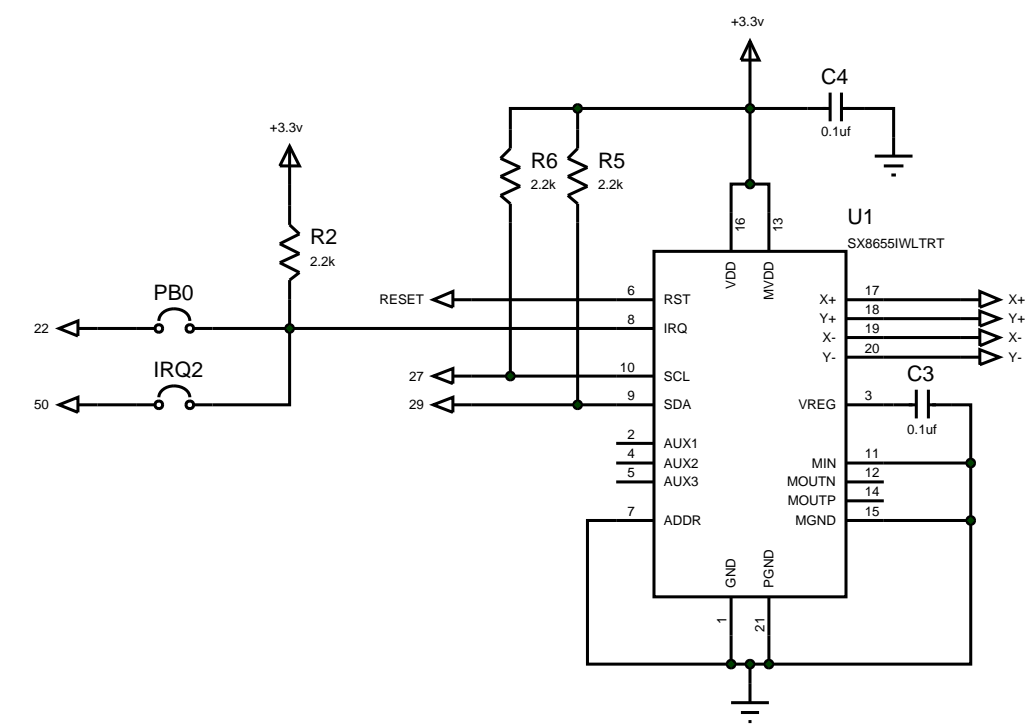 +3.3v
C4
0.1uf
+3.3v
R6
2.2k
R5
2.2k
R2
2.2k
16
13
U1
SX8655IWLTRT
VDD
MVDD
PB0
RESET
6
RST
X+
17
X+
22
8
IRQ
Y+
18
Y+
X-
19
X-
Y-
20
Y-
IRQ2
27
10
SCL
C3
50
29
9
SDA
VREG
3
0.1uf
2
AUX1
4
AUX2
MIN
11
5
AUX3
MOUTN
12
MOUTP
14
7
ADDR
MGND
15
GND
PGND
1
21